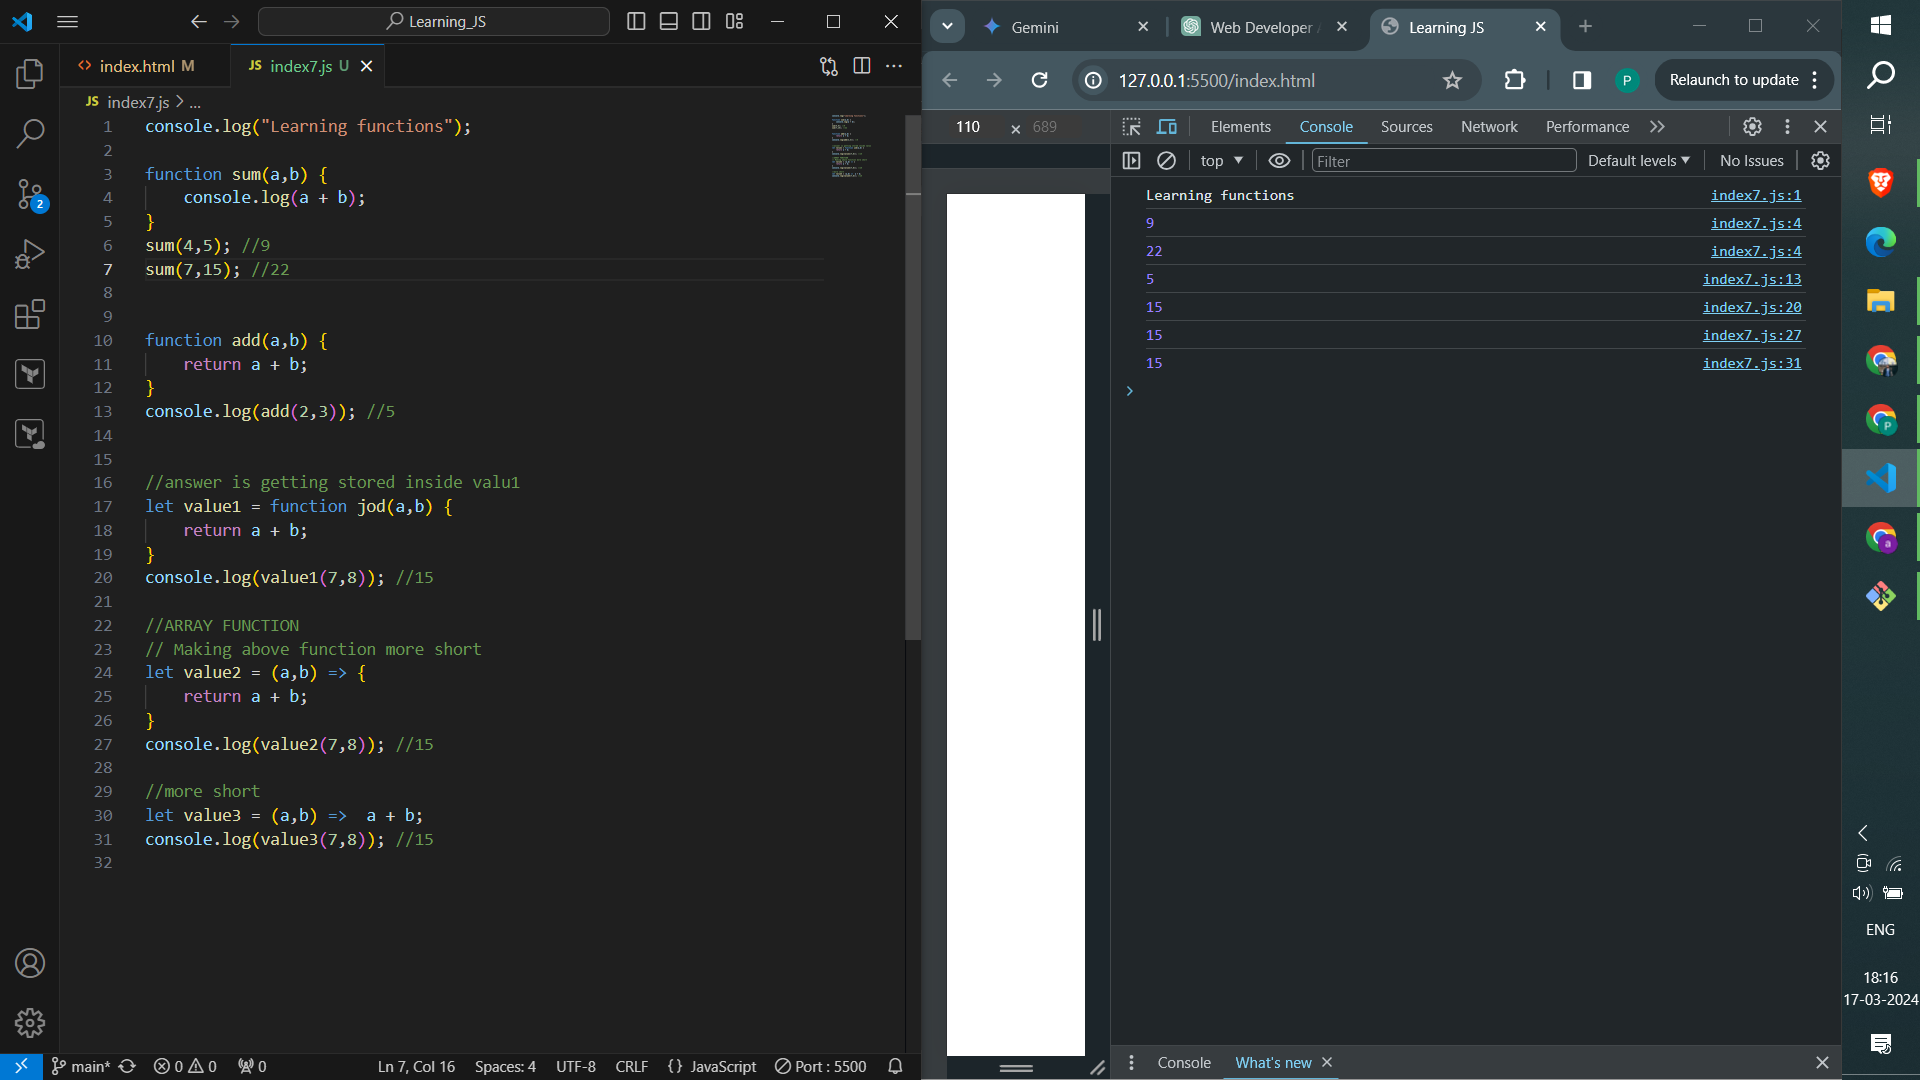 Learning_JS
index.html M
JS index7.js U
JS index7.js > ...
1 console.log("Learning functions");
2
3 function sum(a,b) {
4 console.log(a + b);
5 }
6 sum(4,5); //9
7 sum(7,15); //22
8
9
10 function add(a,b) {
11 return a + b;
12 }
13 console.log(add(2,3)); //5
14
15
16 //answer is getting stored inside valu1
17 let value1 = function jod(a,b) {
18 return a + b;
19 }
20 console.log(value1(7,8)); //15
21
22 //ARRAY FUNCTION
23 // Making above function more short
24 let value2 = (a,b) => {
25 return a + b;
26 }
27 console.log(value2(7,8)); //15
28
29 //more short
30 let value3 = (a,b) =>  a + b;
31 console.log(value3(7,8)); //15
32
2
main* 0 0 0 Ln 7, Col 16 Spaces: 4 UTF-8 CRLF {} JavaScript Port : 5500
Gemini
Web Developer
Learning JS
127.0.0.1:5500/index.html
P
Relaunch to update
110 × 689
Elements Console Sources Network Performance
top Filter Default levels No Issues
Learning functions index7.js:1
9 index7.js:4
22 index7.js:4
5 index7.js:13
15 index7.js:20
15 index7.js:27
15 index7.js:31
Console What's new
P
a
ENG
18:16
17-03-2024